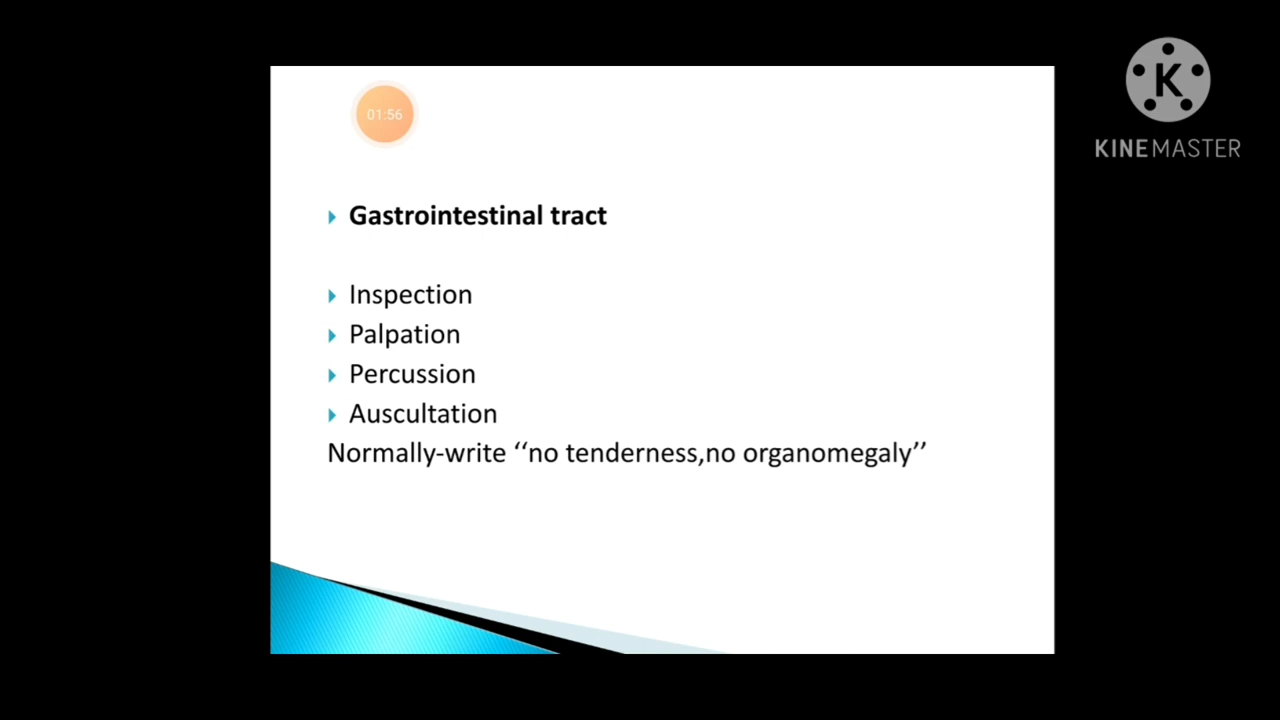 01:56
K
KINEMASTER
Gastrointestinal tract
Inspection
Palpation
Percussion
Auscultation
Normally-write ‘‘no tenderness,no organomegaly’’